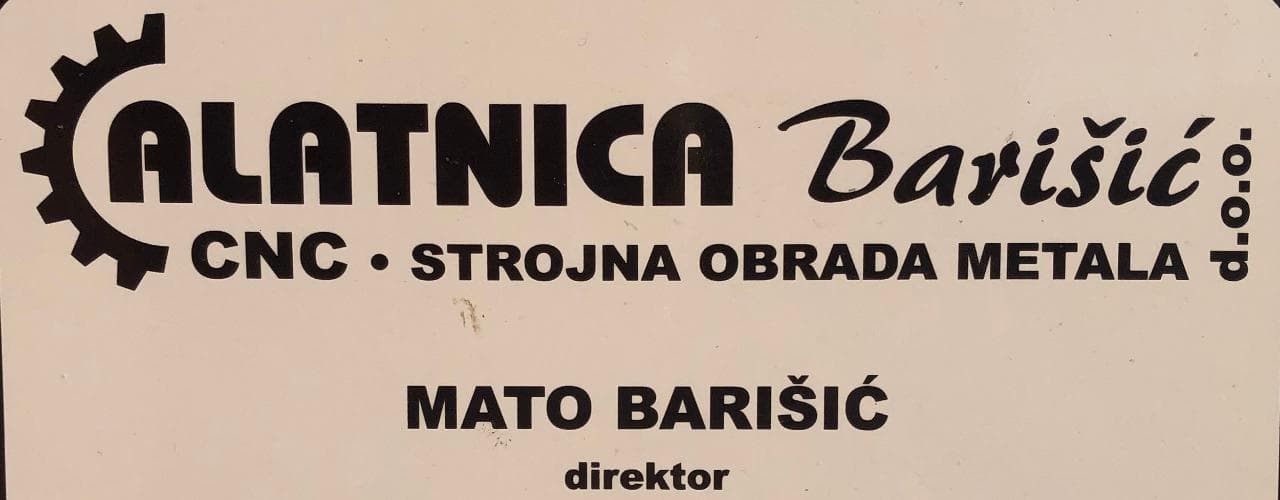 ALATNICA Barišić d.o.o.
CNC • STROJNA OBRADA METALA
MATO BARIŠIĆ
direktor